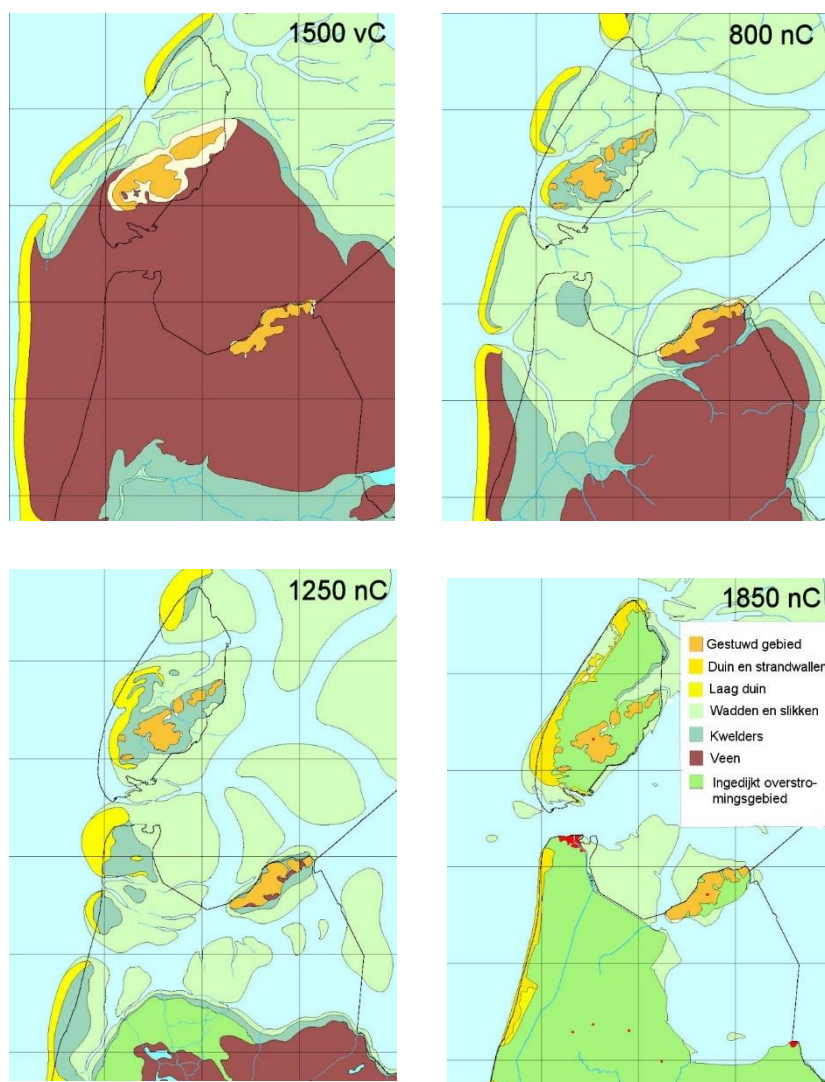 1500 vC
800 nC
1250 nC
1850 nC
Gestuwd gebied
Duin en strandwallen
Laag duin
Wadden en slikken
Kwelders
Veen
Ingedijkt overstro-
mingsgebied